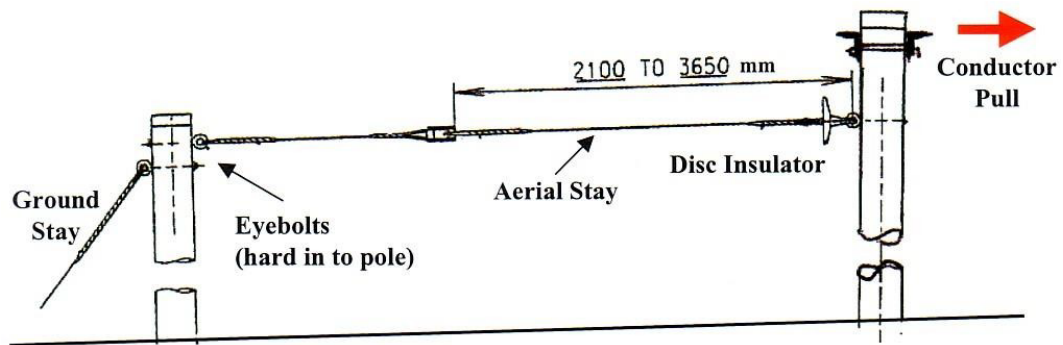 2100 TO 3650 mm
Conductor
Pull
Disc Insulator
Aerial Stay
Ground
Stay
Eyebolts
(hard in to pole)